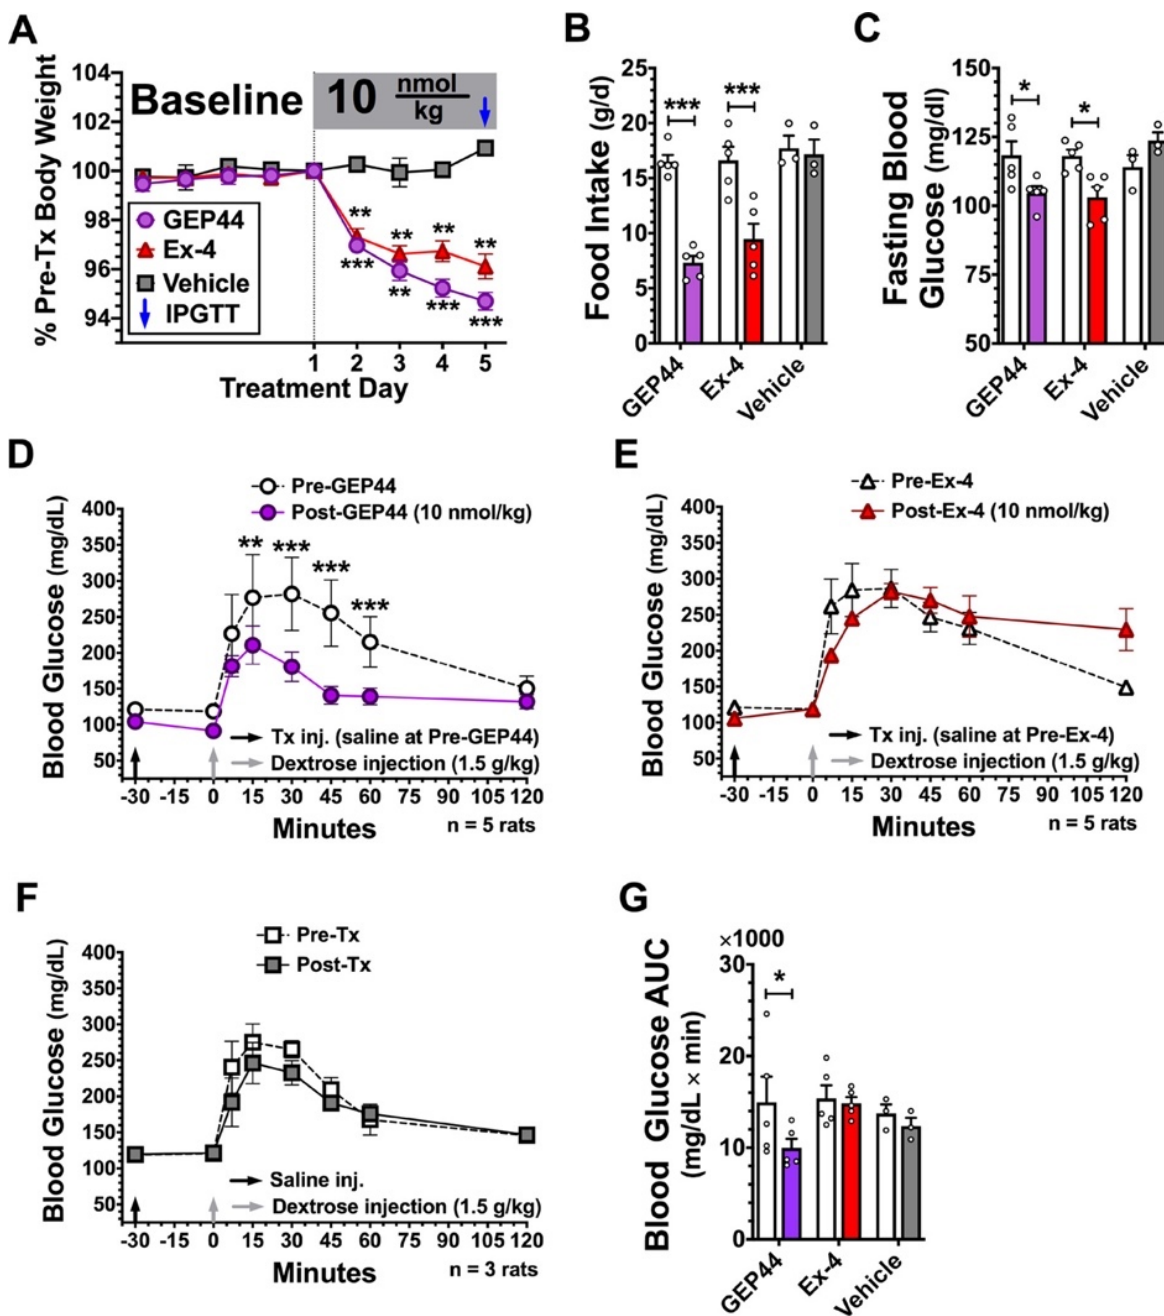 A
% Pre-Tx Body Weight
104
102
100
98
96
94
Baseline
10 nmol/kg
GEP44
Ex-4
Vehicle
IPGTT
**
**
**
**
***
**
***
***
1
2
3
4
5
Treatment Day
B
Food Intake (g/d)
25
20
15
10
5
0
***
***
GEP44
Ex-4
Vehicle
C
Fasting Blood
Glucose (mg/dl)
150
125
100
75
50
*
*
GEP44
Ex-4
Vehicle
D
Blood Glucose (mg/dL)
400
350
300
250
200
150
100
50
Pre-GEP44
Post-GEP44 (10 nmol/kg)
**
***
***
***
Tx inj. (saline at Pre-GEP44)
Dextrose injection (1.5 g/kg)
-30 -15 0 15 30 45 60 75 90 105 120
Minutes
n = 5 rats
E
Blood Glucose (mg/dL)
400
350
300
250
200
150
100
50
Pre-Ex-4
Post-Ex-4 (10 nmol/kg)
Tx inj. (saline at Pre-Ex-4)
Dextrose injection (1.5 g/kg)
-30 -15 0 15 30 45 60 75 90 105 120
Minutes
n = 5 rats
F
Blood Glucose (mg/dL)
400
350
300
250
200
150
100
50
Pre-Tx
Post-Tx
Saline inj.
Dextrose injection (1.5 g/kg)
-30 -15 0 15 30 45 60 75 90 105 120
Minutes
n = 3 rats
G
Blood Glucose AUC
(mg/dL × min)
×1000
30
20
10
0
*
GEP44
Ex-4
Vehicle